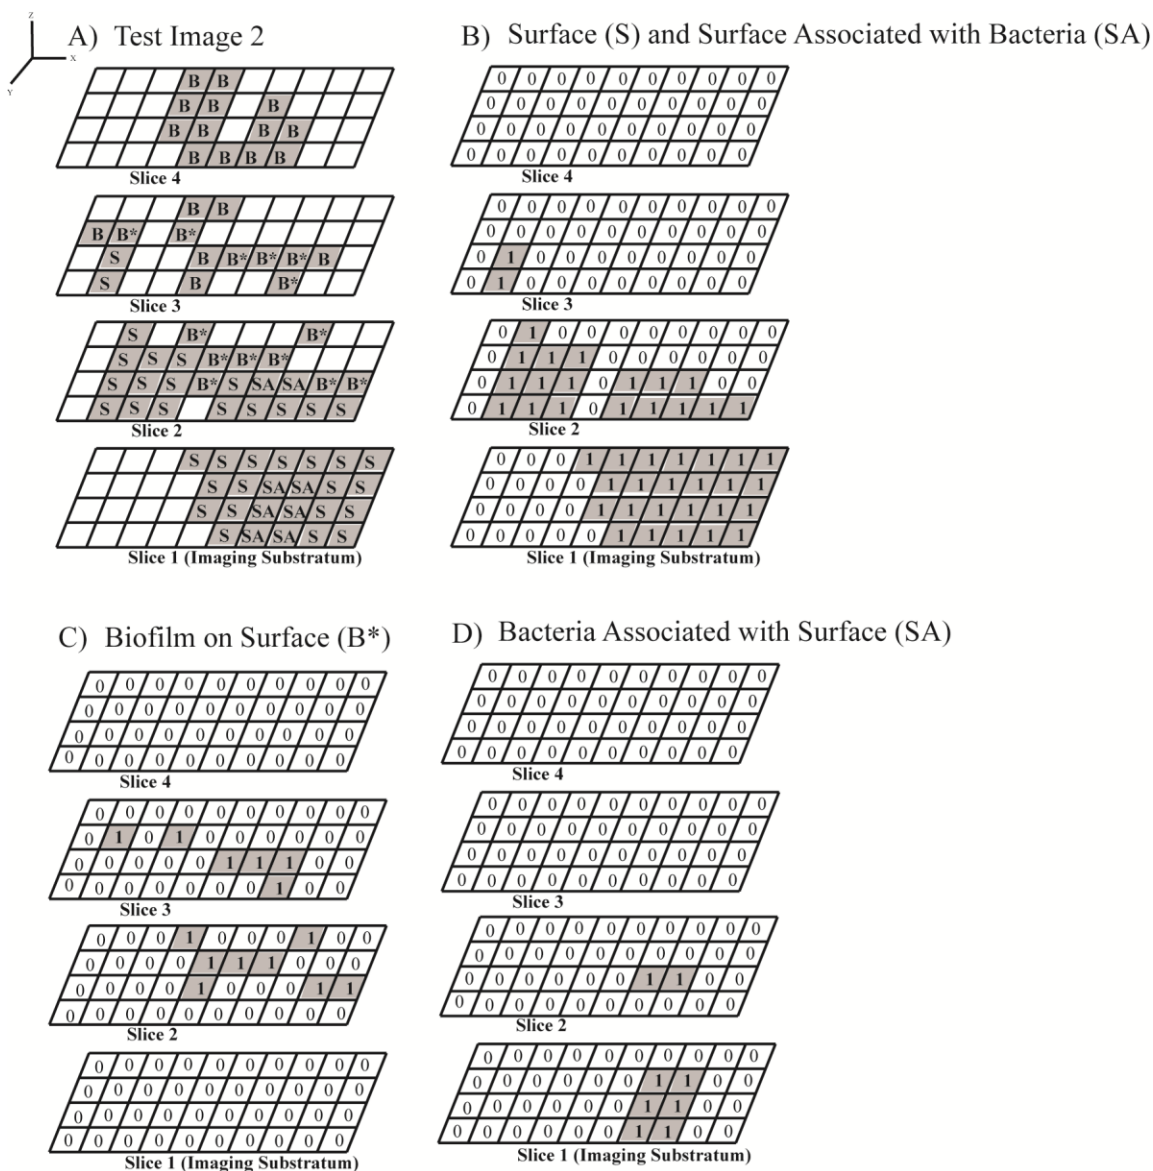 Z
X
Y
A) Test Image 2
B B
B B B
B B B B
B B B B
Slice 4
B B
B B* B*
S B B* B* B* B
S B B*
Slice 3
S B* B*
S S S B* B* B*
S S S B* S SA SA B* B*
S S S S S S S S
Slice 2
S S S S S S S
S S SA SA S S
S S SA SA S S
S SA SA S S
Slice 1 (Imaging Substratum)
B) Surface (S) and Surface Associated with Bacteria (SA)
0 0 0 0 0 0 0 0 0 0
0 0 0 0 0 0 0 0 0 0
0 0 0 0 0 0 0 0 0 0
0 0 0 0 0 0 0 0 0 0
Slice 4
0 0 0 0 0 0 0 0 0 0
0 0 0 0 0 0 0 0 0 0
0 1 0 0 0 0 0 0 0 0
0 1 0 0 0 0 0 0 0 0
Slice 3
0 1 0 0 0 0 0 0 0 0
0 1 1 1 0 0 0 0 0 0
0 1 1 1 0 1 1 1 0 0
0 1 1 1 0 1 1 1 1 1
Slice 2
0 0 0 1 1 1 1 1 1 1
0 0 0 0 1 1 1 1 1 1
0 0 0 0 1 1 1 1 1 1
0 0 0 0 0 1 1 1 1 1
Slice 1 (Imaging Substratum)
C) Biofilm on Surface (B*)
0 0 0 0 0 0 0 0 0 0
0 0 0 0 0 0 0 0 0 0
0 0 0 0 0 0 0 0 0 0
0 0 0 0 0 0 0 0 0 0
Slice 4
0 0 0 0 0 0 0 0 0 0
0 1 0 1 0 0 0 0 0 0
0 0 0 0 0 1 1 1 0 0
0 0 0 0 0 0 0 1 0 0
Slice 3
0 0 0 1 0 0 0 1 0 0
0 0 0 0 1 1 1 0 0 0
0 0 0 0 1 0 0 0 1 1
0 0 0 0 0 0 0 0 0 0
Slice 2
0 0 0 0 0 0 0 0 0 0
0 0 0 0 0 0 0 0 0 0
0 0 0 0 0 0 0 0 0 0
0 0 0 0 0 0 0 0 0 0
Slice 1 (Imaging Substratum)
D) Bacteria Associated with Surface (SA)
0 0 0 0 0 0 0 0 0 0
0 0 0 0 0 0 0 0 0 0
0 0 0 0 0 0 0 0 0 0
0 0 0 0 0 0 0 0 0 0
Slice 4
0 0 0 0 0 0 0 0 0 0
0 0 0 0 0 0 0 0 0 0
0 0 0 0 0 0 0 0 0 0
0 0 0 0 0 0 0 0 0 0
Slice 3
0 0 0 0 0 0 0 0 0 0
0 0 0 0 0 0 0 0 0 0
0 0 0 0 0 0 1 1 0 0
0 0 0 0 0 0 0 0 0 0
Slice 2
0 0 0 0 0 0 0 0 0 0
0 0 0 0 0 0 1 1 0 0
0 0 0 0 0 0 1 1 0 0
0 0 0 0 0 0 1 1 0 0
Slice 1 (Imaging Substratum)